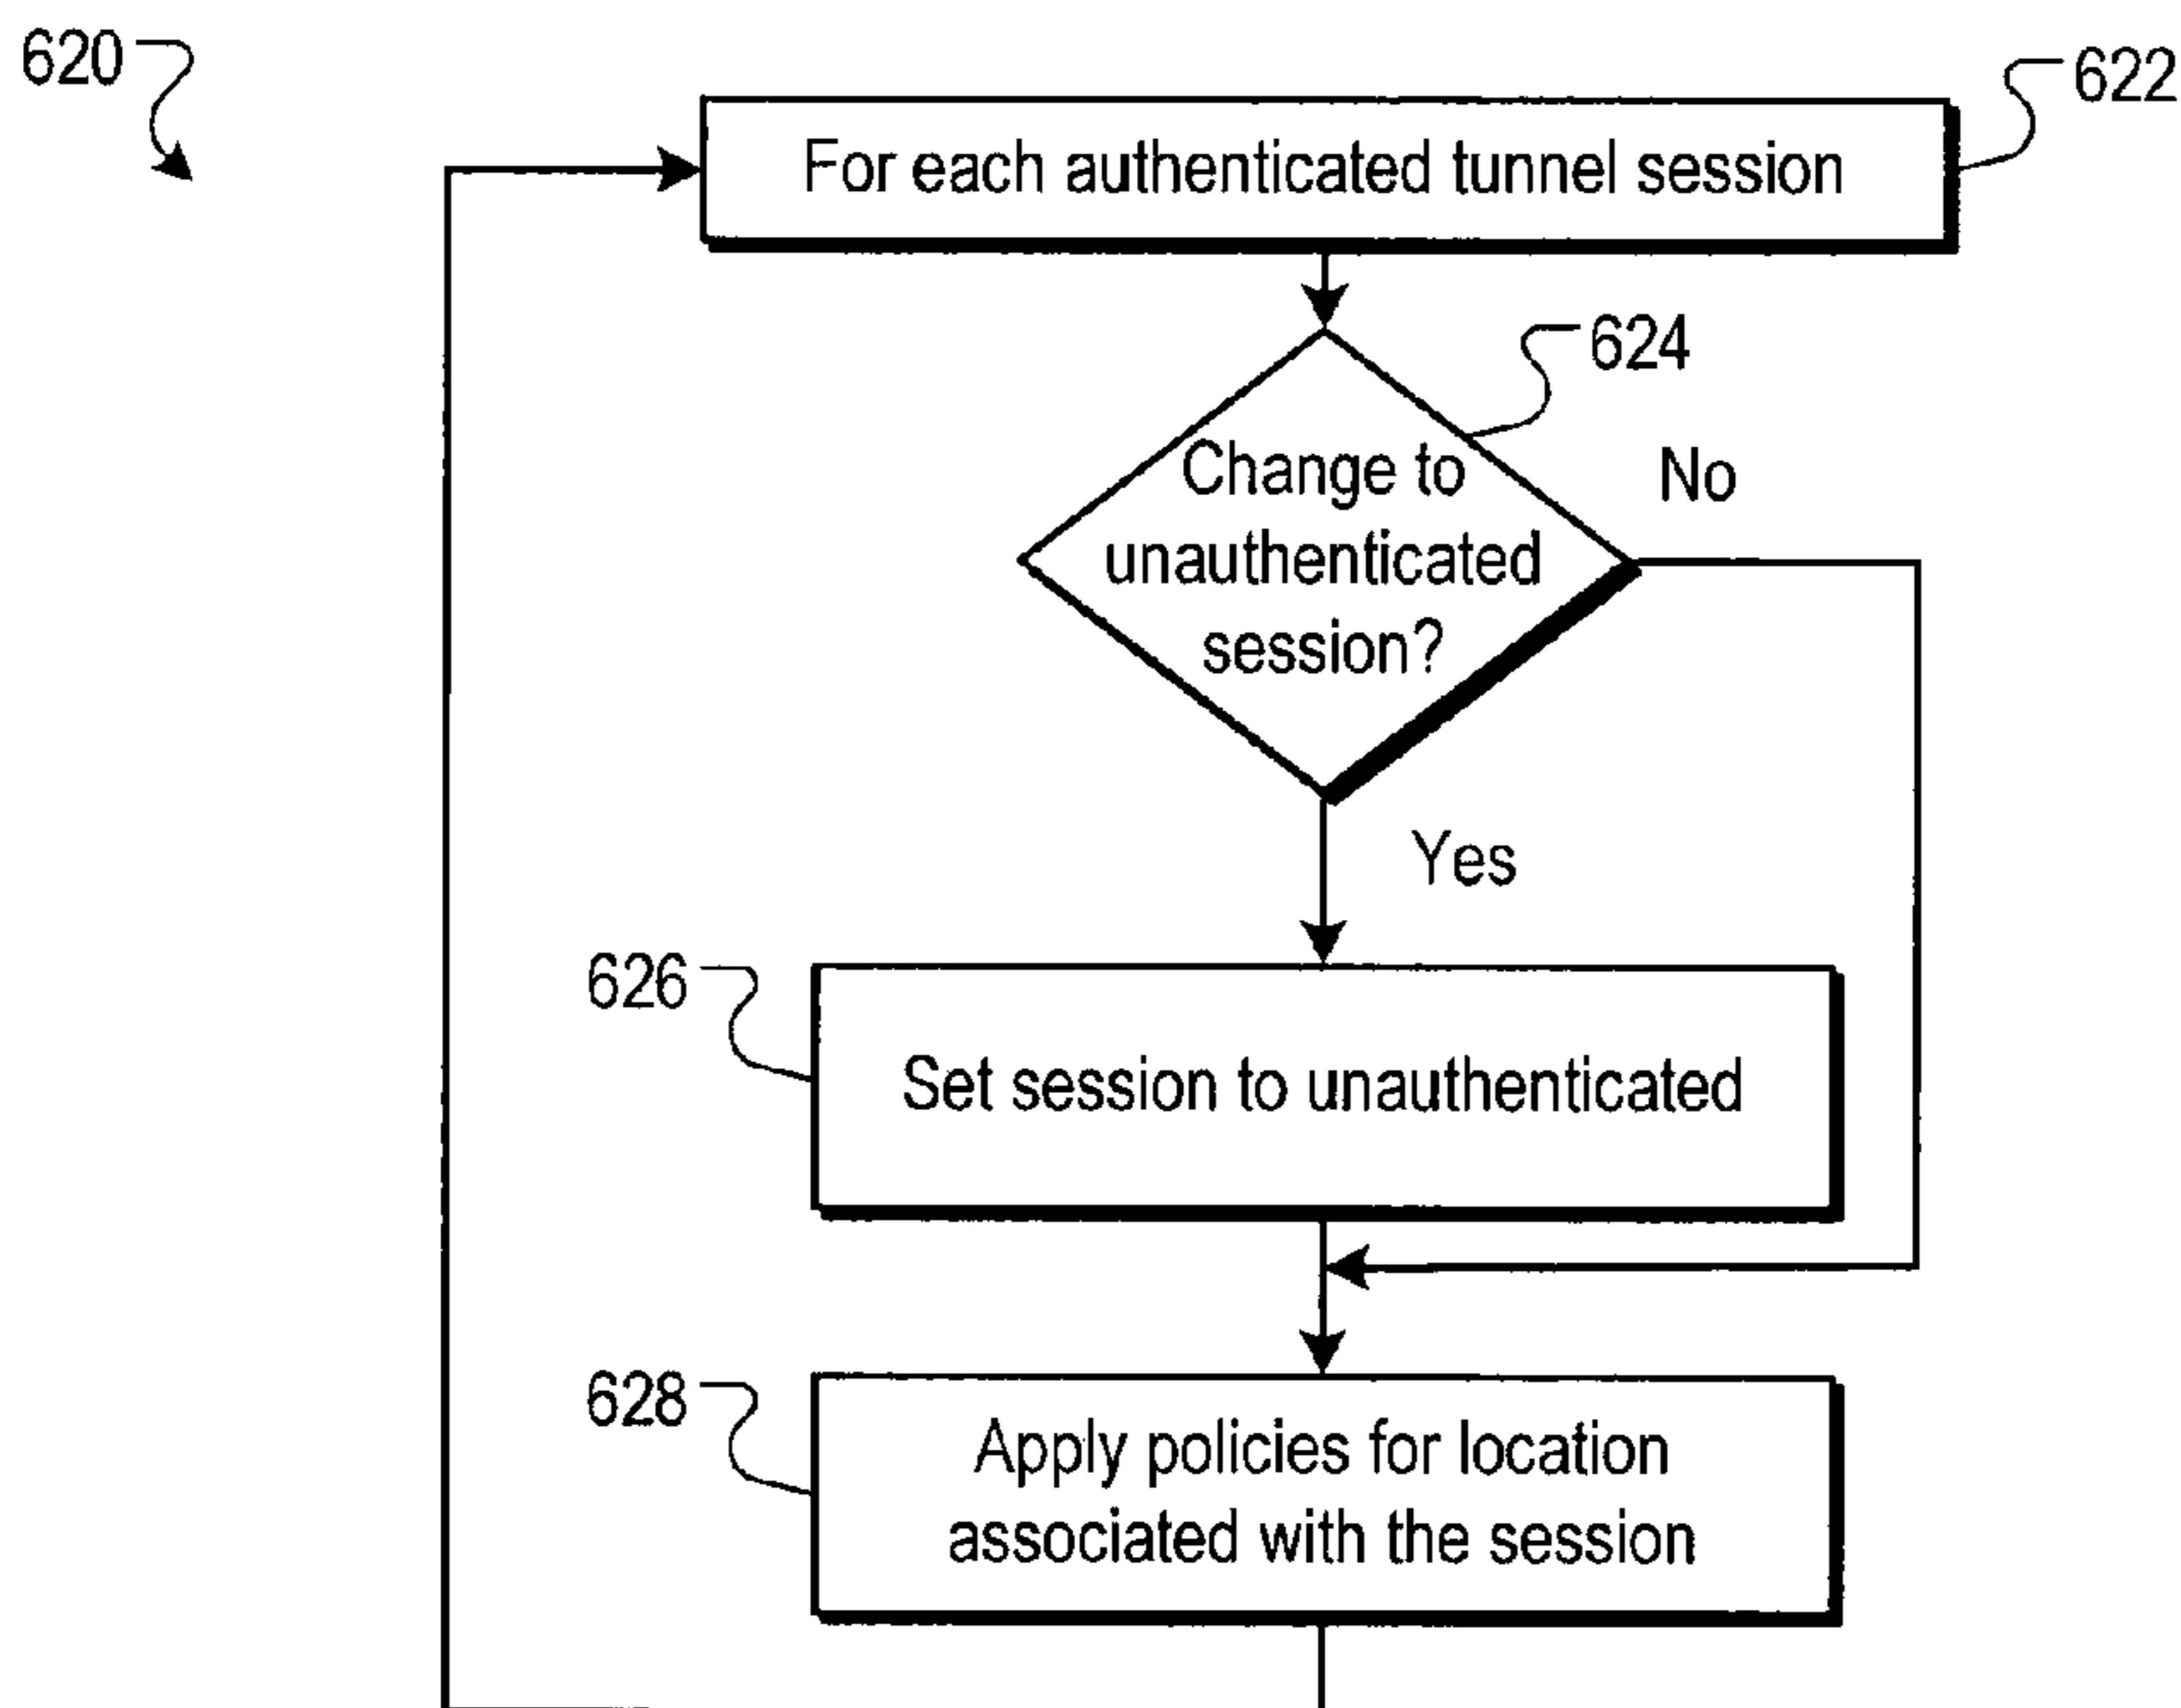 620
622
For each authenticated tunnel session
624
Change to
unauthenticated
session?
No
Yes
626
Set session to unauthenticated
628
Apply policies for location
associated with the session